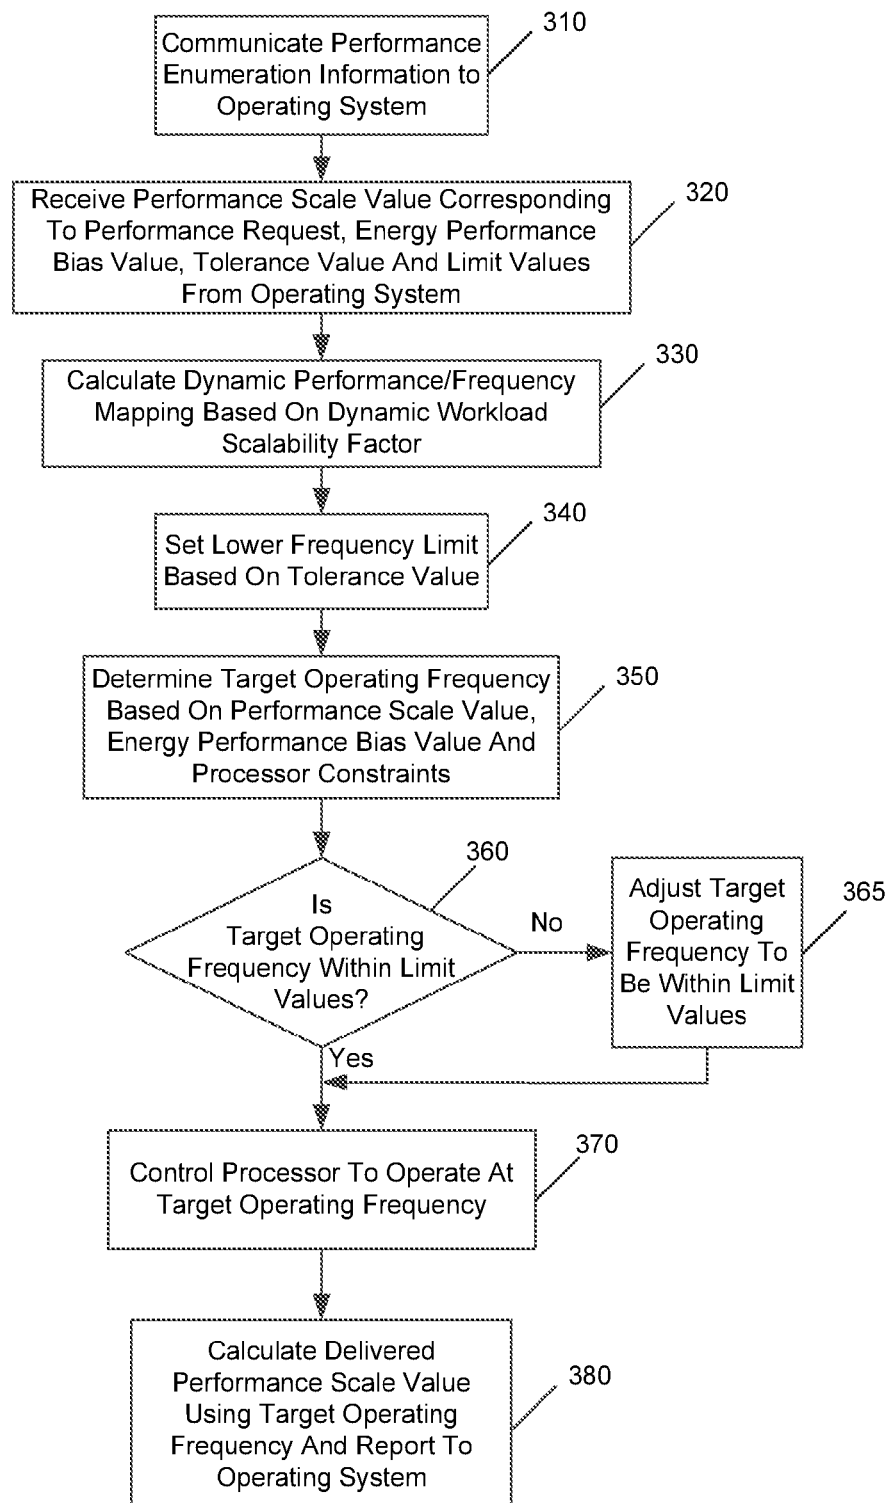 310
Communicate Performance
Enumeration Information to
Operating System
320
Receive Performance Scale Value Corresponding
To Performance Request, Energy Performance
Bias Value, Tolerance Value And Limit Values
From Operating System
330
Calculate Dynamic Performance/Frequency
Mapping Based On Dynamic Workload
Scalability Factor
340
Set Lower Frequency Limit
Based On Tolerance Value
350
Determine Target Operating Frequency
Based On Performance Scale Value,
Energy Performance Bias Value And
Processor Constraints
360
Is
Target Operating
Frequency Within Limit
Values?
No
365
Adjust Target
Operating
Frequency To
Be Within Limit
Values
Yes
370
Control Processor To Operate At
Target Operating Frequency
380
Calculate Delivered
Performance Scale Value
Using Target Operating
Frequency And Report To
Operating System